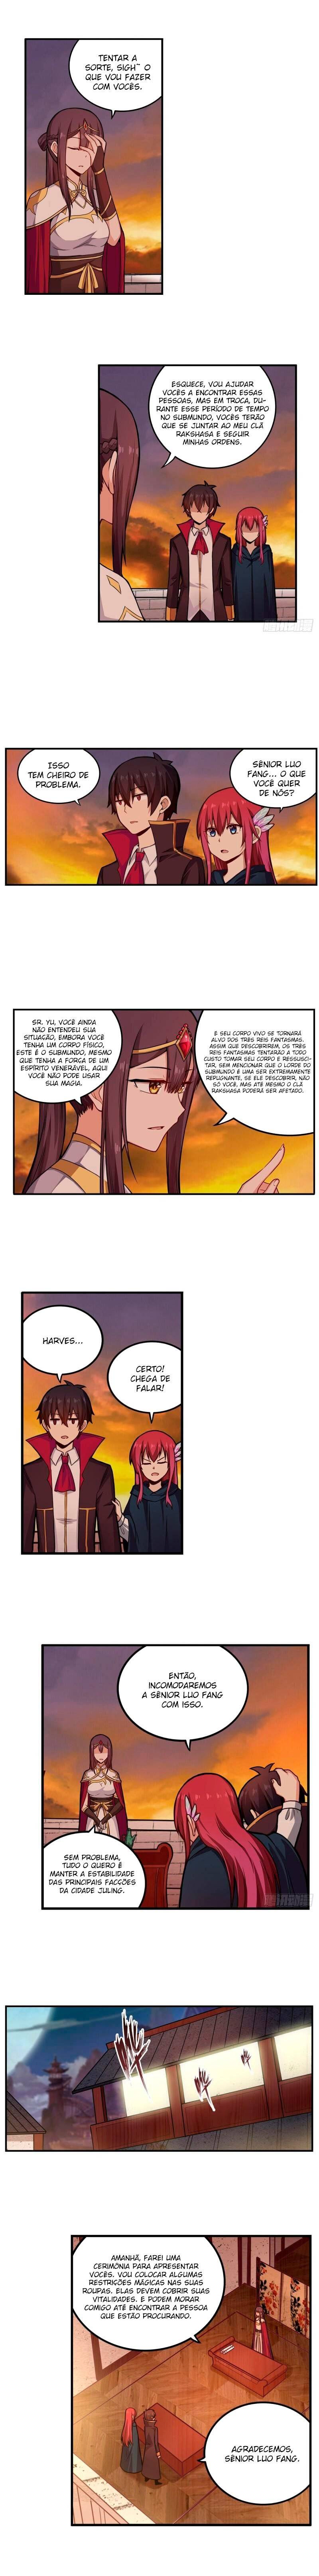 TENTAR A
SORTE, SIGH~ O
QUE VOU FAZER
COM VOCÊS.
ESQUECE, VOU AJUDAR
VOCÊS A ENCONTRAR ESSAS
PESSOAS, MAS EM TROCA, DU-
RANTE ESSE PERÍODO DE TEMPO
NO SUBMUNDO, VOCÊS TERÃO
QUE SE JUNTAR AO MEU CLÃ
RAKSHASA E SEGUIR
MINHAS ORDENS.
ISSO
TEM CHEIRO DE
PROBLEMA.
SÊNIOR LUO
FANG... O QUE
VOCÊ QUER
DE NÓS?
SR. YU, VOCÊ AINDA
NÃO ENTENDEU SUA
SITUAÇÃO, EMBORA VOCÊ
TENHA UM CORPO FÍSICO,
ESTE É O SUBMUNDO, MESMO
QUE TENHA A FORÇA DE UM
ESPÍRITO VENERÁVEL, AQUI
VOCÊ NÃO PODE USAR
SUA MAGIA.
E SEU CORPO VIVO SE TORNARÁ
ALVO DOS TRÊS REIS FANTASMAS.
ASSIM QUE DESCOBRIREM, OS TRÊS
REIS FANTASMAS TENTARÃO A TODO
CUSTO TOMAR SEU CORPO E RESSUSCI-
TAR, SEM MENCIONAR QUE O LORDE DO
SUBMUNDO É UMA SER EXTREMAMENTE
REPUGNANTE, SE ELE DESCOBRIR, NÃO
SÓ VOCÊ, MAS ATÉ MESMO O CLÃ
RAKSHASA PODERÁ SER AFETADO.
HARVES...
CERTO!
CHEGA DE
FALAR!
ENTÃO,
INCOMODAREMOS
A SÊNIOR LUO FANG
COM ISSO.
SEM PROBLEMA,
TUDO O QUERO É
MANTER A ESTABILIDADE
DAS PRINCIPAIS FACÇÕES
DA CIDADE JULING.
AMANHÃ, FAREI UMA
CERIMÔNIA PARA APRESENTAR
VOCÊS. VOU COLOCAR ALGUMAS
RESTRIÇÕES MÁGICAS NAS SUAS
ROUPAS. ELAS DEVEM COBRIR SUAS
VITALIDADES. E PODEM MORAR
COMIGO ATÉ ENCONTRAR A PESSOA
QUE ESTÃO PROCURANDO.
AGRADECEMOS,
SÊNIOR LUO FANG.